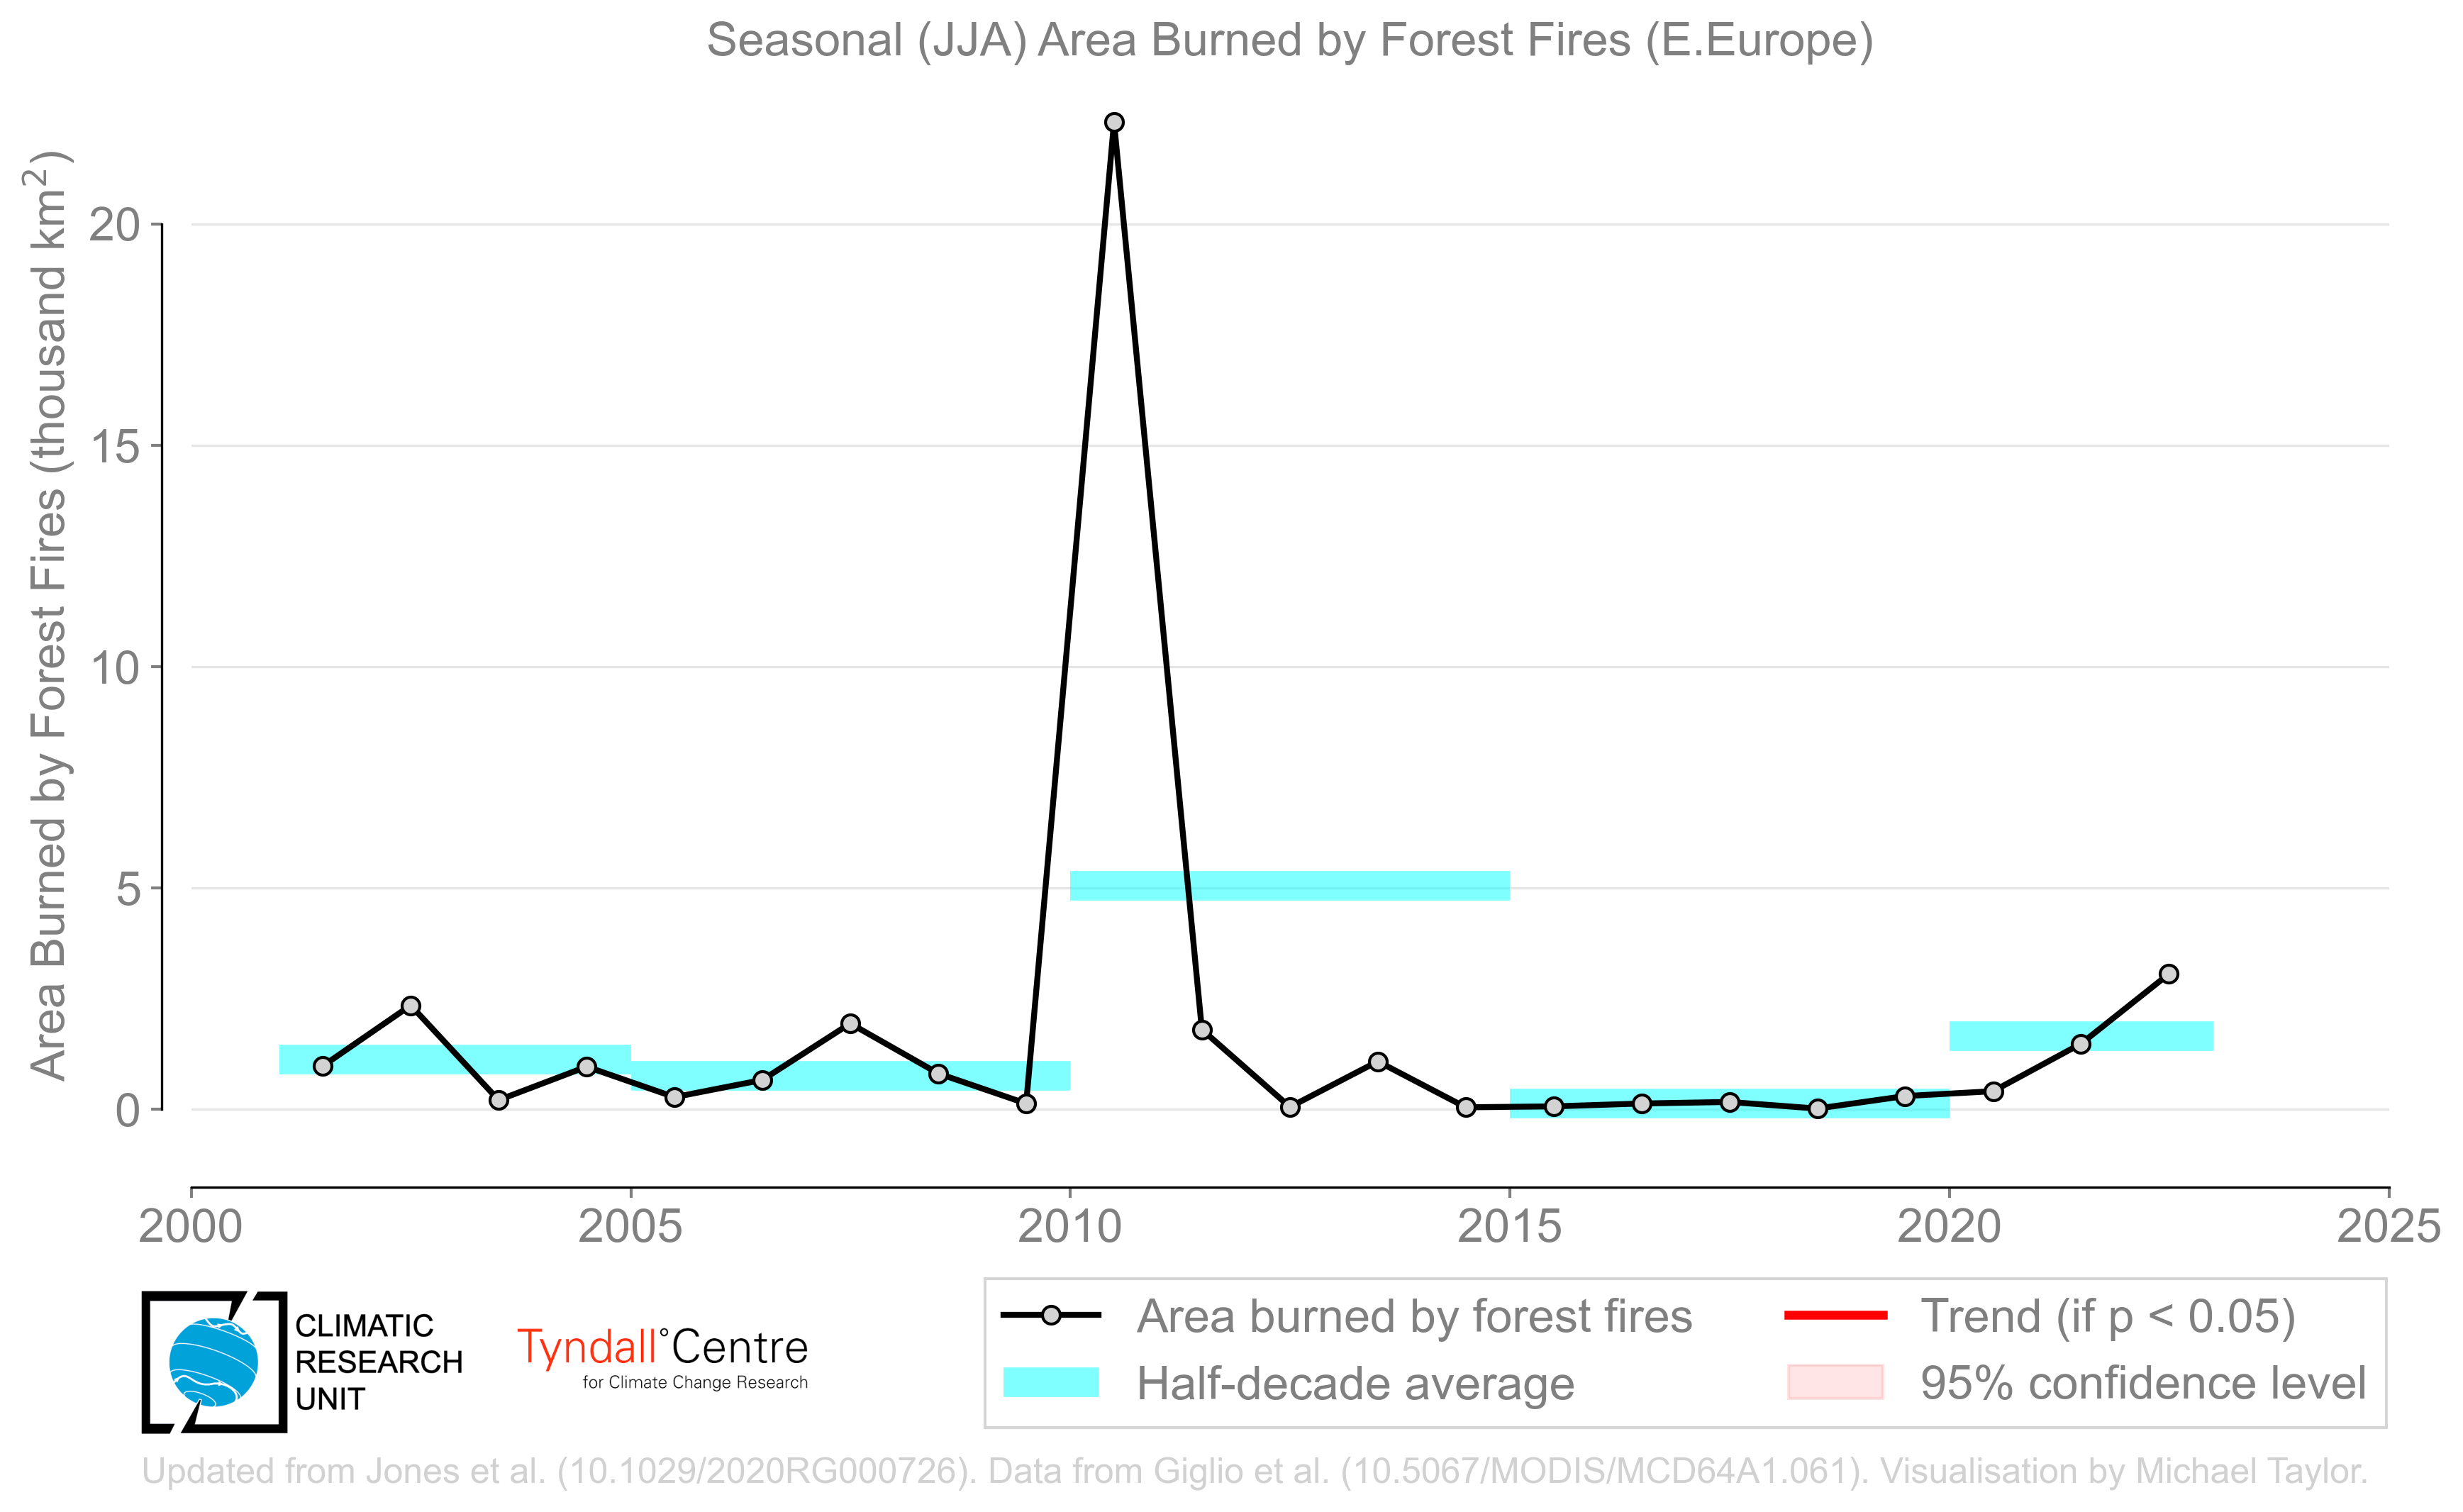 Seasonal (JJA) Area Burned by Forest Fires (E.Europe)
Area Burned by Forest Fires (thousand km²)
20
15
10
5
0
2000
2005
2010
2015
2020
2025
CLIMATIC
RESEARCH
UNIT
Tyndall°Centre
for Climate Change Research
Area burned by forest fires
Half-decade average
Trend (if p < 0.05)
95% confidence level
Updated from Jones et al. (10.1029/2020RG000726). Data from Giglio et al. (10.5067/MODIS/MCD64A1.061). Visualisation by Michael Taylor.